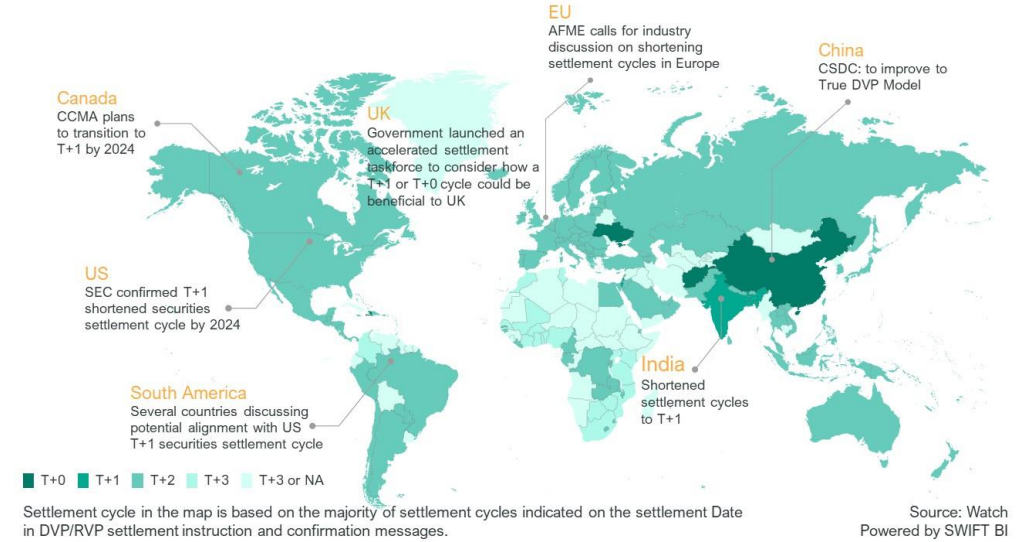 EU
AFME calls for industry
discussion on shortening
settlement cycles in Europe
China
CSDC: to improve to
True DVP Model
Canada
CCMA plans
to transition to
T+1 by 2024
UK
Government launched an
accelerated settlement
taskforce to consider how a
T+1 or T+0 cycle could be
beneficial to UK
US
SEC confirmed T+1
shortened securities
settlement cycle by 2024
India
Shortened
settlement cycles
to T+1
South America
Several countries discussing
potential alignment with US
T+1 securities settlement cycle
T+0 T+1 T+2 T+3 T+3 or NA
Settlement cycle in the map is based on the majority of settlement cycles indicated on the settlement Date
in DVP/RVP settlement instruction and confirmation messages.
Source: Watch
Powered by SWIFT BI